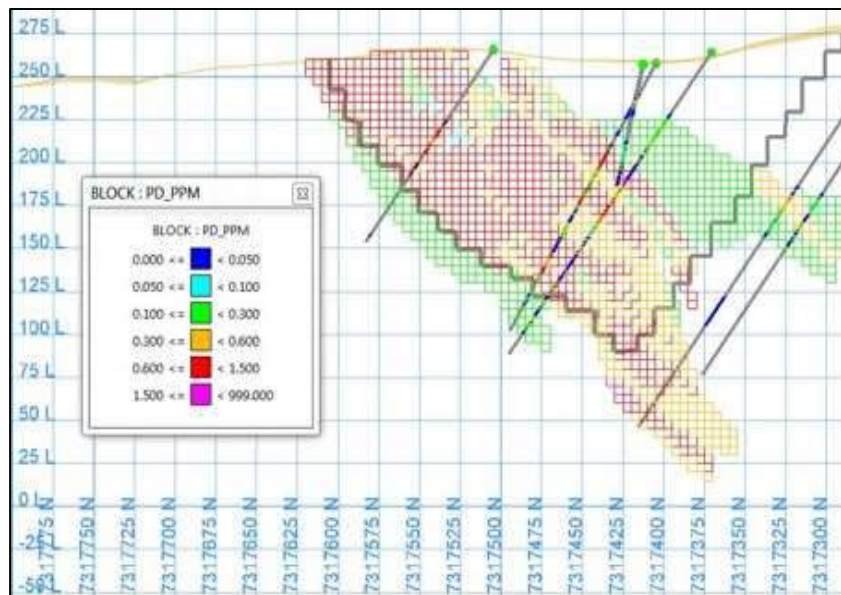 275 L
250 L
225 L
200 L
175 L
150 L
125 L
100 L
75 L
50 L
25 L
0 L
-25 L
-50 L
BLOCK : PD_PPM
BLOCK : PD_PPM
0.000 <= < 0.050
0.050 <= < 0.100
0.100 <= < 0.300
0.300 <= < 0.600
0.600 <= < 1.500
1.500 <= < 999.000
7317775 N
7317750 N
7317725 N
7317700 N
7317675 N
7317650 N
7317625 N
7317600 N
7317575 N
7317550 N
7317525 N
7317500 N
7317475 N
7317450 N
7317425 N
7317400 N
7317375 N
7317350 N
7317325 N
7317300 N